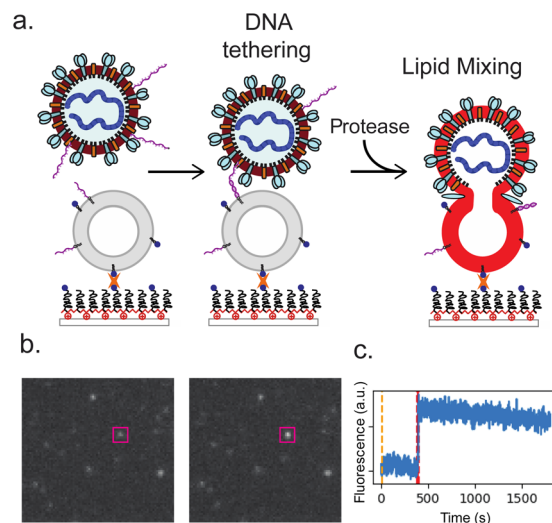 a.
DNA
tethering
Lipid Mixing
Protease
b.
c.
Fluorescence (a.u.)
0 500 1000 1500
Time (s)